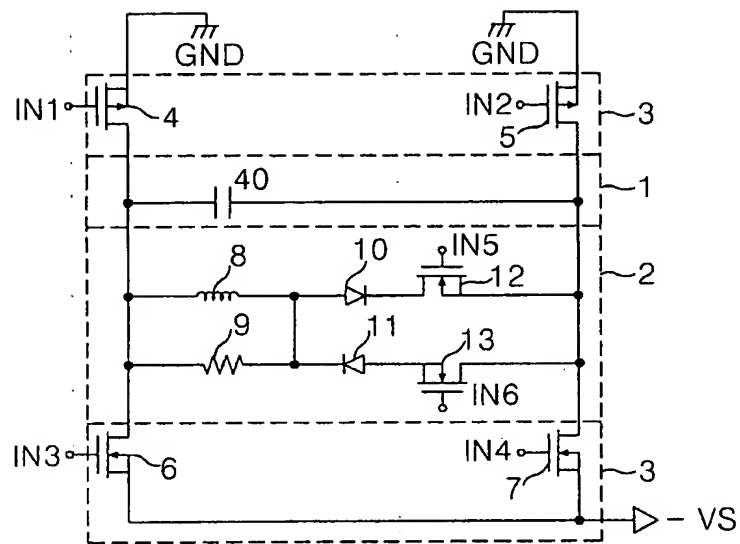 GND GND
IN1 4 IN2 5 3
40 1
IN5
8 10 12 2
9 11 13
IN6
IN3 6 IN4 7 3
- VS